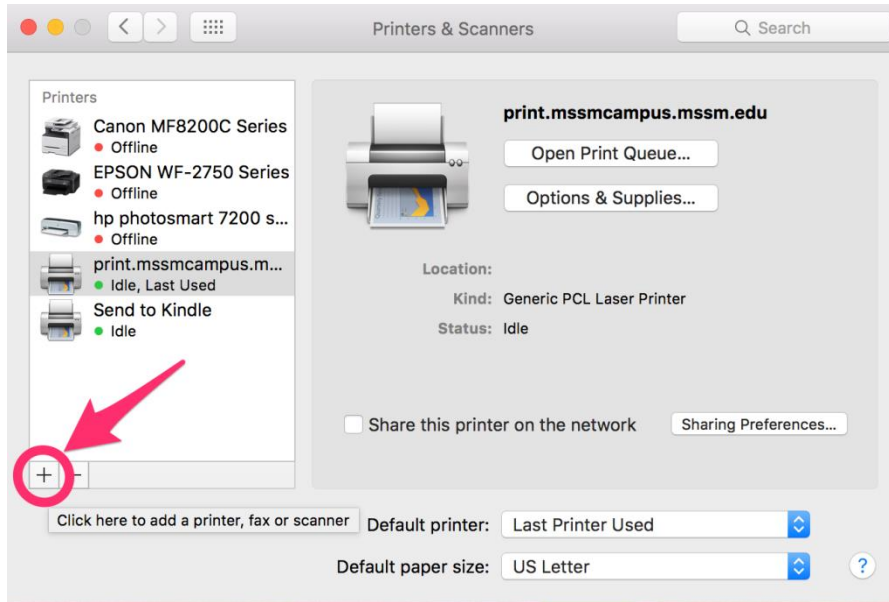 Printers & Scanners
Search
Printers
Canon MF8200C Series
Offline
EPSON WF-2750 Series
Offline
hp photosmart 7200 s...
Offline
print.mssmcampus.m...
Idle, Last Used
Send to Kindle
Idle
+ −
Click here to add a printer, fax or scanner
print.mssmcampus.mssm.edu
Open Print Queue...
Options & Supplies...
Location:
Kind: Generic PCL Laser Printer
Status: Idle
Share this printer on the network
Sharing Preferences...
Default printer: Last Printer Used
Default paper size: US Letter
?